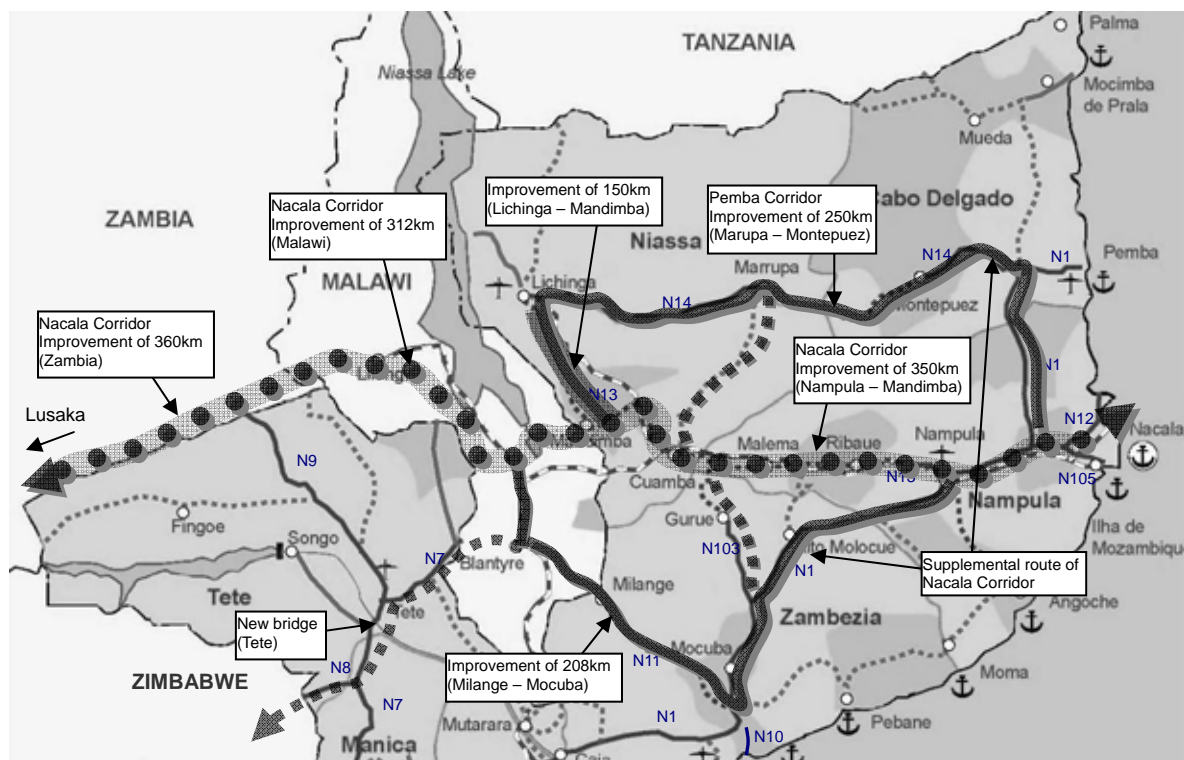 TANZANIA
Palma
Niassa Lake
Mocimba
de Prala
Mueda
ZAMBIA
Nacala Corridor
Improvement of 312km
(Malawi)
Improvement of 150km
(Lichinga – Mandimba)
Pemba Corridor
Improvement of 250km
(Marupa – Montepuez)
Cabo Delgado
Niassa
MALAWI
Marrupa
N14
N1
Pemba
Lichinga
N14
Montepuez
Nacala Corridor
Improvement of 360km
(Zambia)
Nacala Corridor
Improvement of 350km
(Nampula – Mandimba)
N1
N13
Lusaka
N12
Nacala
Malema
Ribaue
Nampula
N9
Cuamba
N105
Nampula
Fingoe
Gurue
Ilha de
Mozambique
Songo
N103
N7
Blantyre
N1
Supplemental route of
Nacala Corridor
Milange
Angoche
Tete
Tete
Zambezia
New bridge
(Tete)
Mocuba
N11
Improvement of 208km
(Milange – Mocuba)
N8
ZIMBABWE
Moma
N7
Mutarara
N1
Pebane
N10
Manica
Caia